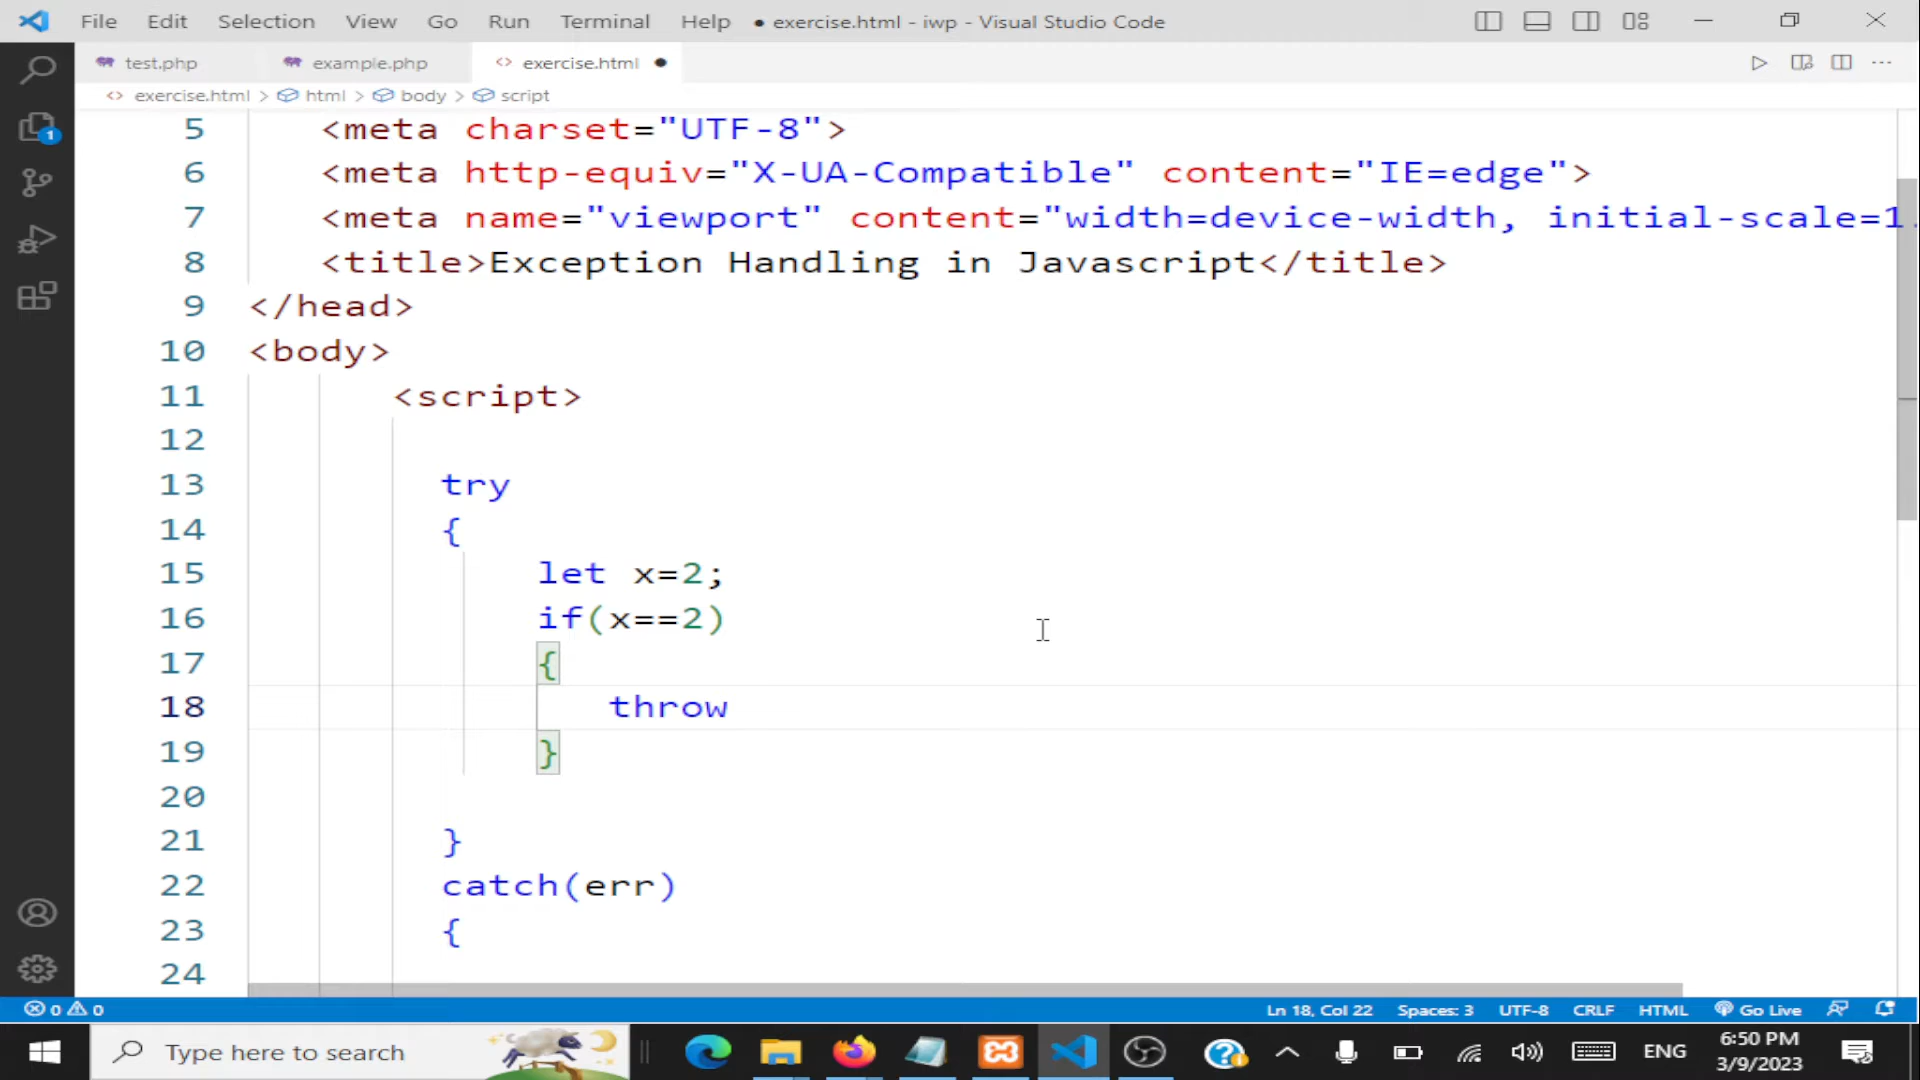 File Edit Selection View Go Run Terminal Help ● exercise.html - iwp - Visual Studio Code
test.php example.php <> exercise.html ●
<> exercise.html > html > body > script
5 <meta charset="UTF-8">
6 <meta http-equiv="X-UA-Compatible" content="IE=edge">
7 <meta name="viewport" content="width=device-width, initial-scale=1.
8 <title>Exception Handling in Javascript</title>
9 </head>
10 <body>
11 <script>
12
13 try
14 {
15 let x=2;
16 if(x==2)
17 {
18 throw
19 }
20
21 }
22 catch(err)
23 {
24
1
0 0 Ln 18, Col 22 Spaces: 3 UTF-8 CRLF HTML Go Live
Type here to search ENG 6:50 PM
3/9/2023